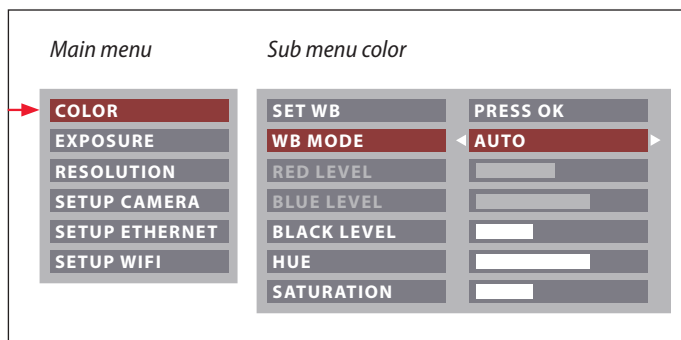 Main menu
Sub menu color
COLOR
EXPOSURE
RESOLUTION
SETUP CAMERA
SETUP ETHERNET
SETUP WIFI
SET WB PRESS OK
WB MODE AUTO
RED LEVEL
BLUE LEVEL
BLACK LEVEL
HUE
SATURATION